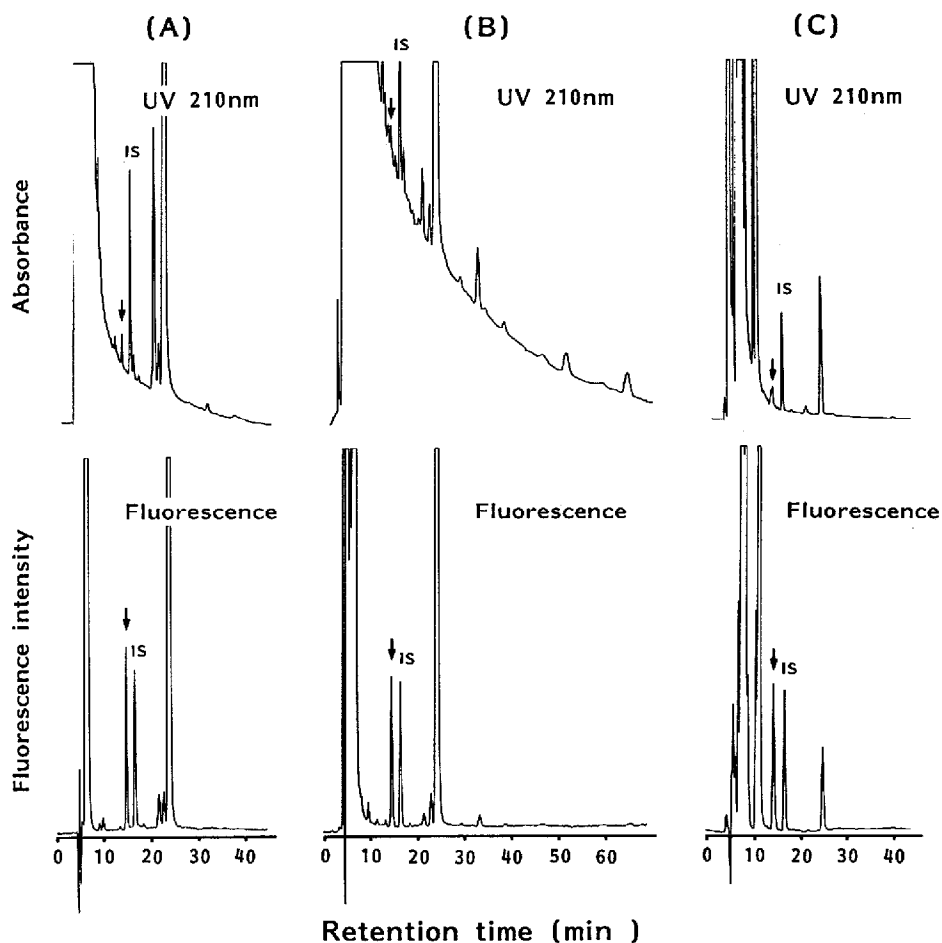 (A)
(B)
(C)
IS
UV 210nm
IS
UV 210nm
UV 210nm
IS
Absorbance
Fluorescence
IS
Fluorescence
IS
Fluorescence
IS
Fluorescence intensity
0 10 20 30 40
0 10 20 30 40 50 60
0 10 20 30 40
Retention time (min )